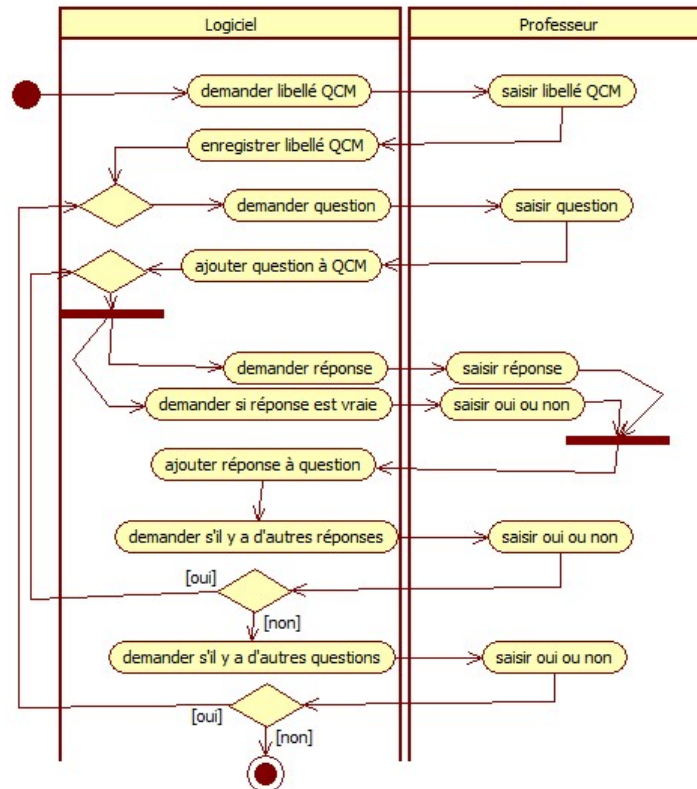 Logiciel
Professeur
demander libellé QCM
saisir libellé QCM
enregistrer libellé QCM
demander question
saisir question
ajouter question à QCM
demander réponse
saisir réponse
demander si réponse est vraie
saisir oui ou non
ajouter réponse à question
demander s'il y a d'autres réponses
saisir oui ou non
[oui]
[non]
demander s'il y a d'autres questions
saisir oui ou non
[oui]
[non]